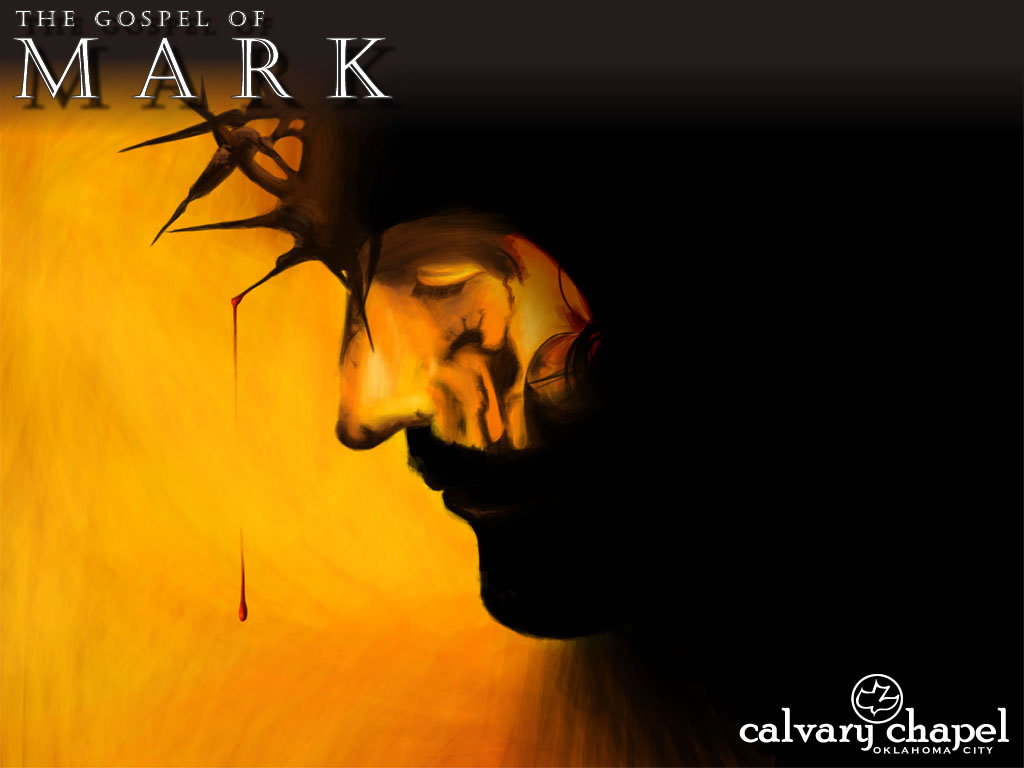 THE GOSPEL OF
MARK
calvary chapel
OKLAHOMA CITY